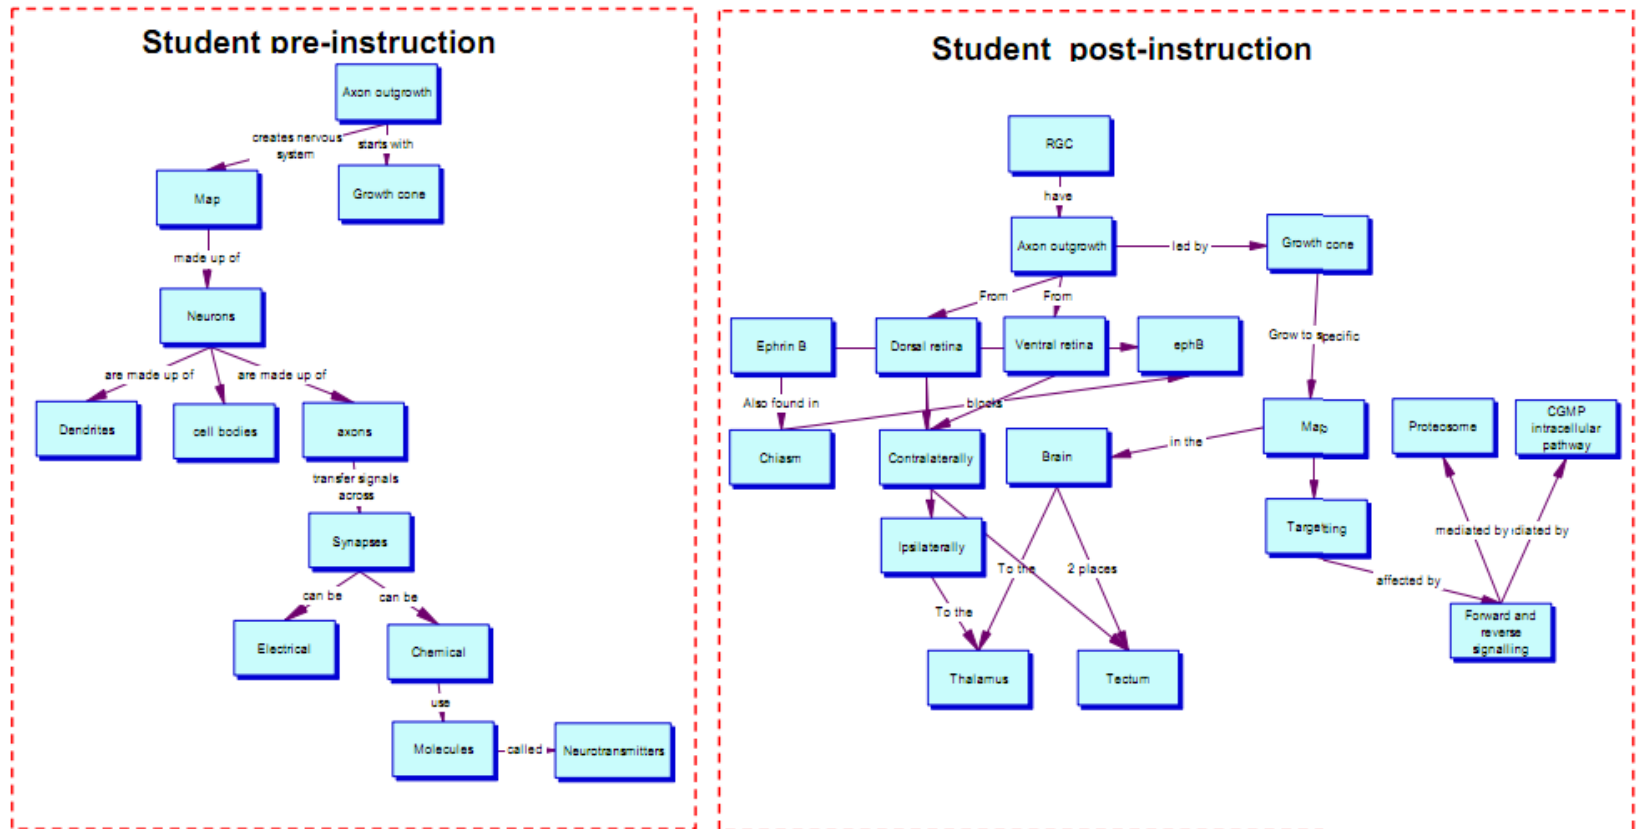 Student pre-instruction
Axon outgrowth
creates nervous
system
starts with
Map
Growth cone
made up of
Neurons
are made up of
are made up of
Dendrites
cell bodies
axons
transfer signals
across
Synapses
can be
can be
Electrical
Chemical
use
Molecules
called
Neurotransmitters
Student post-instruction
RGC
have
Axon outgrowth
led by
Growth cone
From
From
Grow to specific
Ephrin B
Dorsal retina
Ventral retina
ephB
Also found in
blocks
Chiasm
Contralaterally
Brain
in the
Map
Proteosome
CGMP
intracellular
pathway
Ipsilaterally
Targetting
mediated by
diated by
To the
2 places
affected by
To the
Forward and
reverse
signalling
Thalamus
Tectum